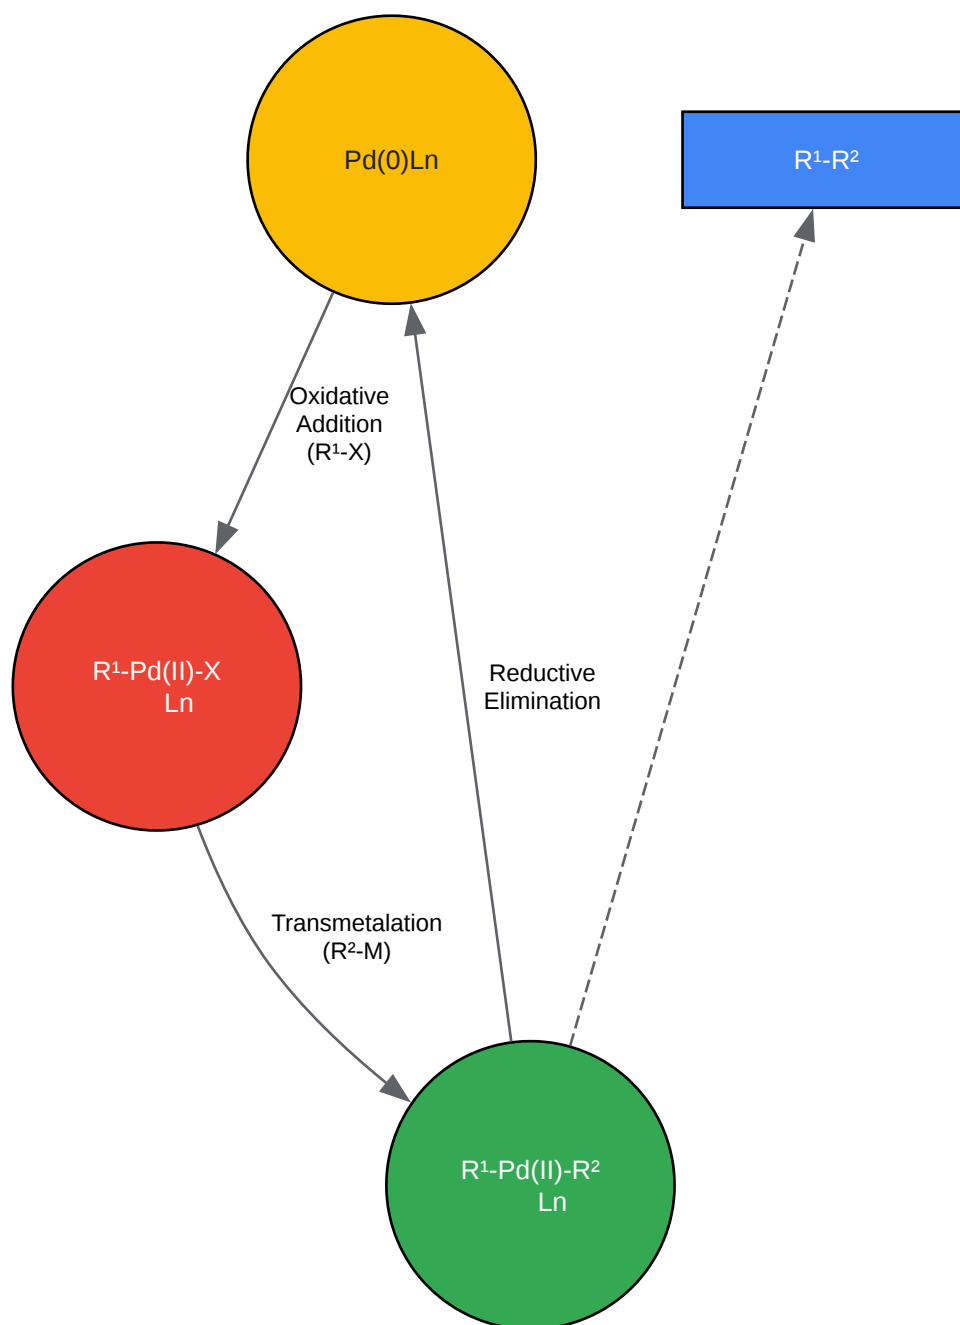 Pd(0)Ln
R¹-R²
Oxidative
Addition
(R¹-X)
R¹-Pd(II)-X
Ln
Reductive
Elimination
Transmetalation
(R²-M)
R¹-Pd(II)-R²
Ln